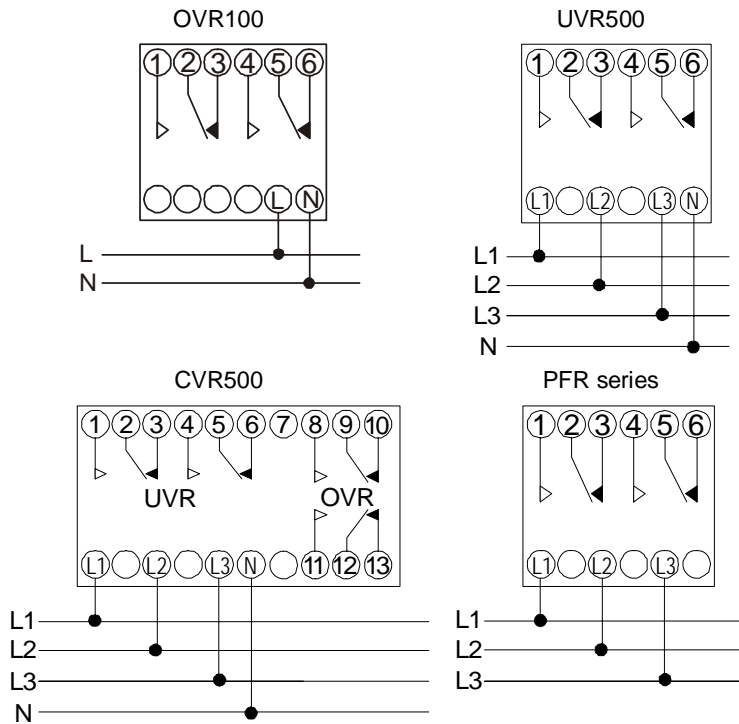 OVR100
1 2 3 4 5 6
L N
L
N
UVR500
1 2 3 4 5 6
L1 L2 L3 N
L1
L2
L3
N
CVR500
1 2 3 4 5 6 7 8 9 10
UVR OVR
L1 L2 L3 N 11 12 13
L1
L2
L3
N
PFR series
1 2 3 4 5 6
L1 L2 L3
L1
L2
L3